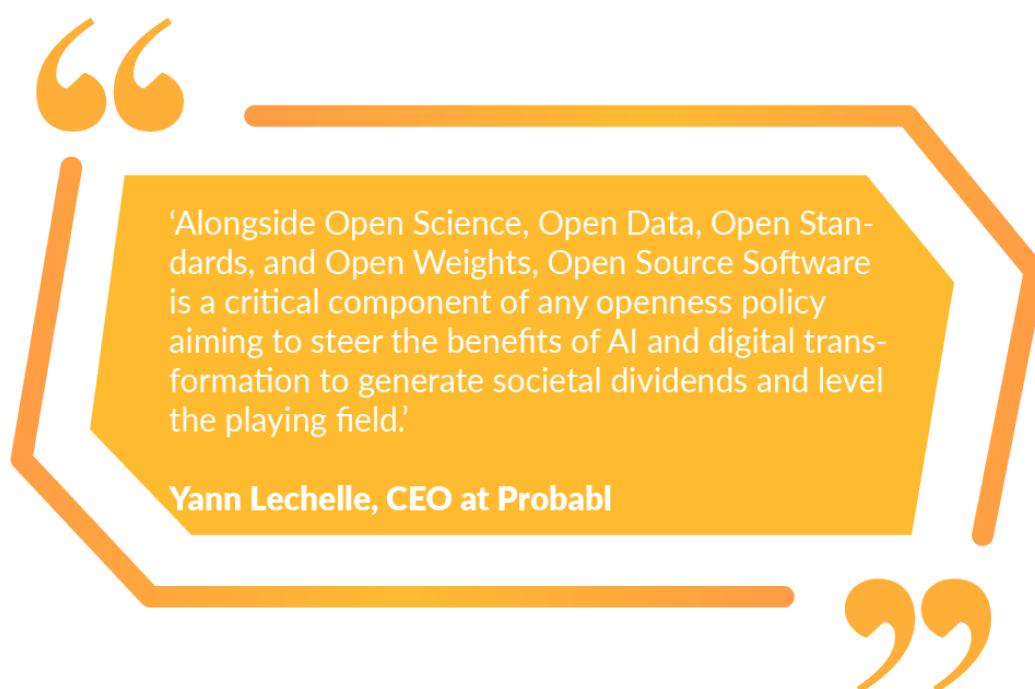 ‘Alongside Open Science, Open Data, Open Stan-
dards, and Open Weights, Open Source Software
is a critical component of any openness policy
aiming to steer the benefits of AI and digital trans-
formation to generate societal dividends and level
the playing field.’
Yann Lechelle, CEO at Probabl